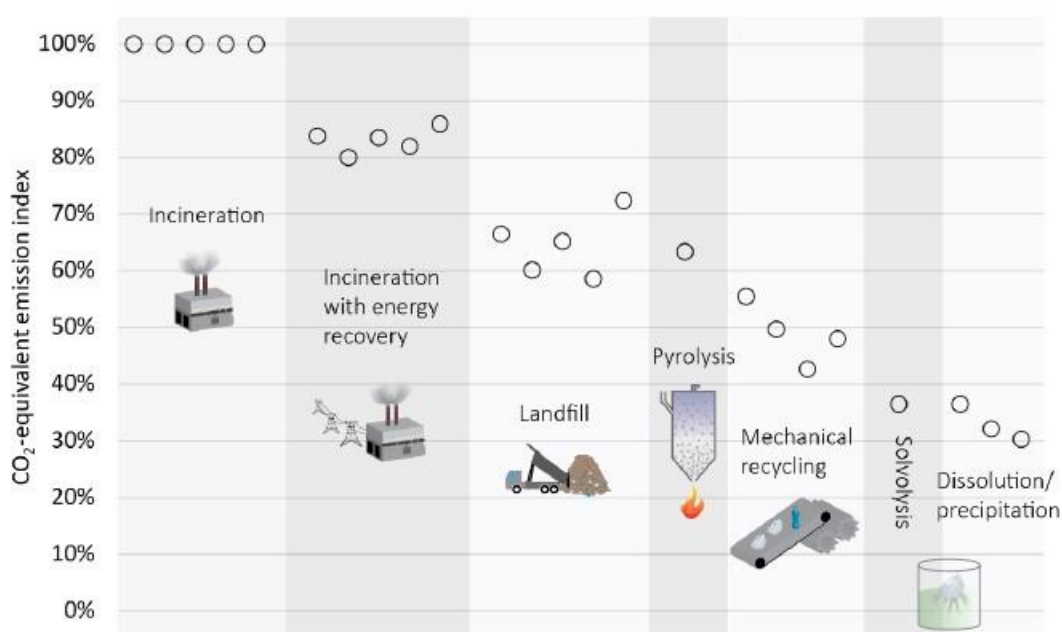 CO₂-equivalent emission index
100%
90%
80%
70%
60%
50%
40%
30%
20%
10%
0%
Incineration
Incineration
with energy
recovery
Landfill
Pyrolysis
Mechanical
recycling
Solvolysis
Dissolution/
precipitation